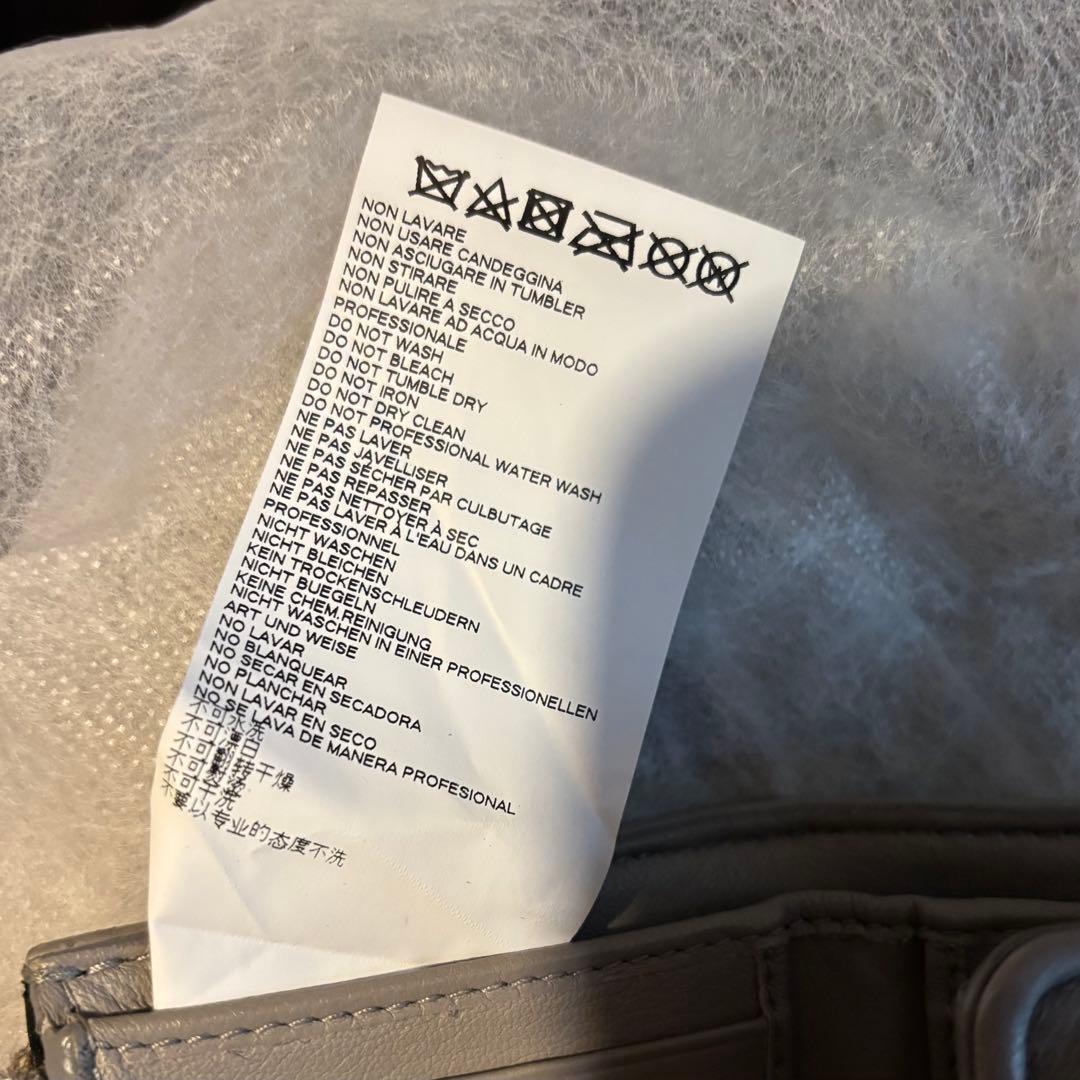 NON LAVARE
NON USARE CANDEGGINA
NON ASCIUGARE IN TUMBLER
NON STIRARE
NON PULIRE A SECCO
NON LAVARE AD ACQUA IN MODO
PROFESSIONALE
DO NOT WASH
DO NOT BLEACH
DO NOT TUMBLE DRY
DO NOT IRON
DO NOT DRY CLEAN
DO NOT PROFESSIONAL WATER WASH
NE PAS LAVER
NE PAS JAVELLISER
NE PAS SÉCHER PAR CULBUTAGE
NE PAS REPASSER
NE PAS NETTOYER À SEC
NE PAS LAVER À L'EAU DANS UN CADRE
PROFESSIONNEL
NICHT WASCHEN
NICHT BLEICHEN
KEIN TROCKENSCHLEUDERN
NICHT BUEGELN
KEINE CHEM.REINIGUNG
NICHT WASCHEN IN EINER PROFESSIONELLEN
ART UND WEISE
NO LAVAR
NO BLANQUEAR
NO SECAR EN SECADORA
NO PLANCHAR
NON LAVAR EN SECO
NO SE LAVA DE MANERA PROFESIONAL
不可水洗
不可漂白
不可翻转干燥
不可
不可干洗
不要以专业的态度不洗